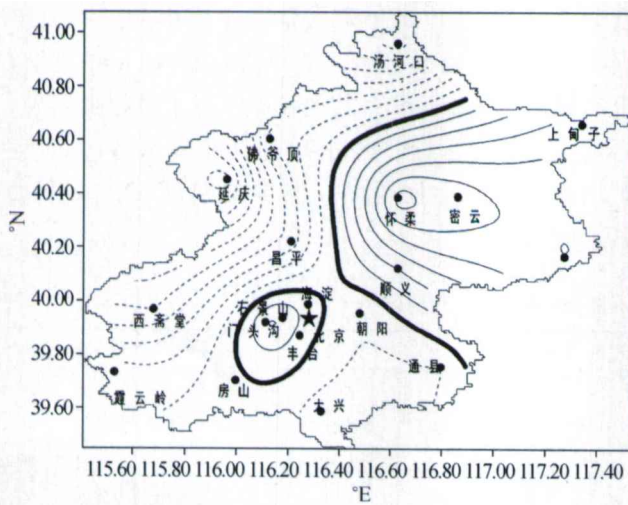 41.00
汤河口
40.80
上甸子
40.60
佛爷顶
延庆
40.40
怀柔
密云
°N
40.20
昌平
顺义
40.00
海淀
石景山
西斋堂
门头沟
北京
朝阳
39.80
丰台
通县
霞云岭
房山
大兴
39.60
115.60 115.80 116.00 116.20 116.40 116.60 116.80 117.00 117.20 117.40
°E